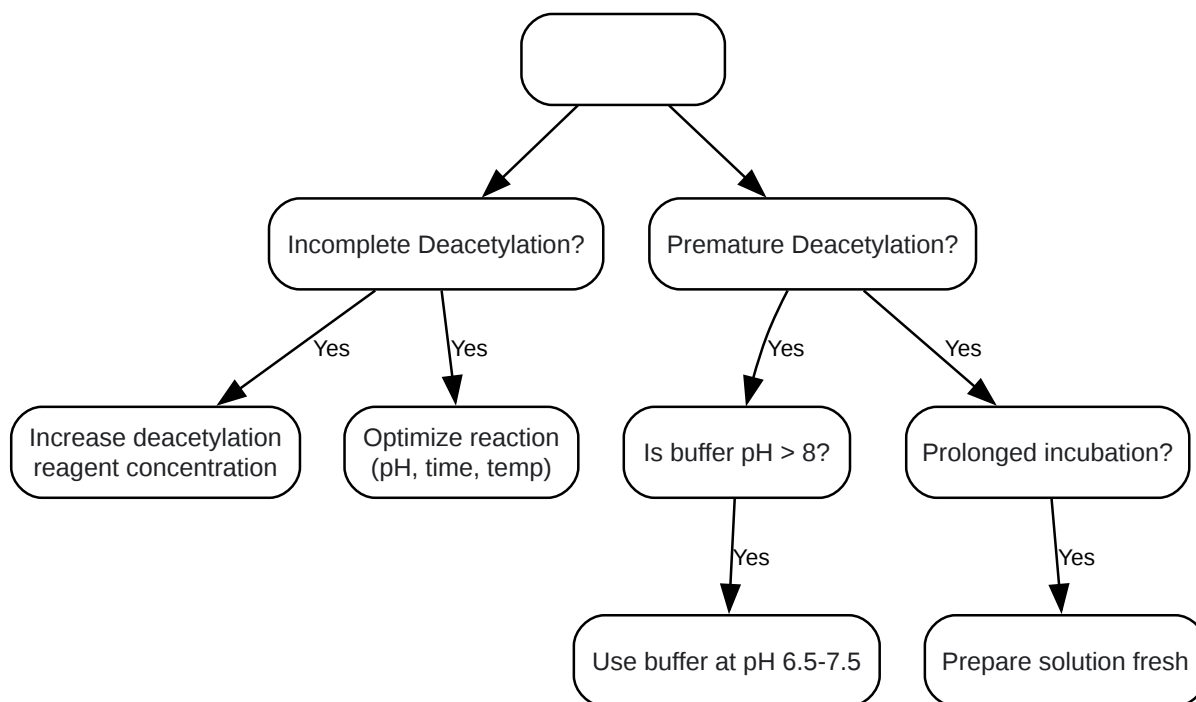 Incomplete Deacetylation?
Premature Deacetylation?
Yes
Yes
Yes
Yes
Increase deacetylation
reagent concentration
Optimize reaction
(pH, time, temp)
Is buffer pH > 8?
Prolonged incubation?
Yes
Yes
Use buffer at pH 6.5-7.5
Prepare solution fresh